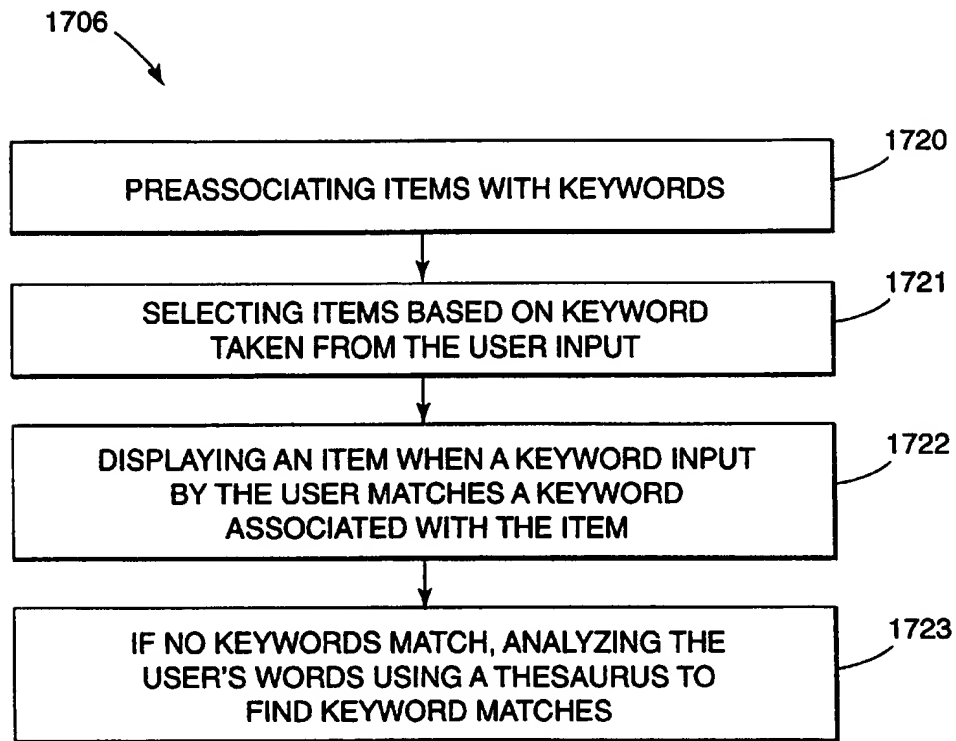 1706
1720
PREASSOCIATING ITEMS WITH KEYWORDS
1721
SELECTING ITEMS BASED ON KEYWORD
TAKEN FROM THE USER INPUT
1722
DISPLAYING AN ITEM WHEN A KEYWORD INPUT
BY THE USER MATCHES A KEYWORD
ASSOCIATED WITH THE ITEM
1723
IF NO KEYWORDS MATCH, ANALYZING THE
USER'S WORDS USING A THESAURUS TO
FIND KEYWORD MATCHES